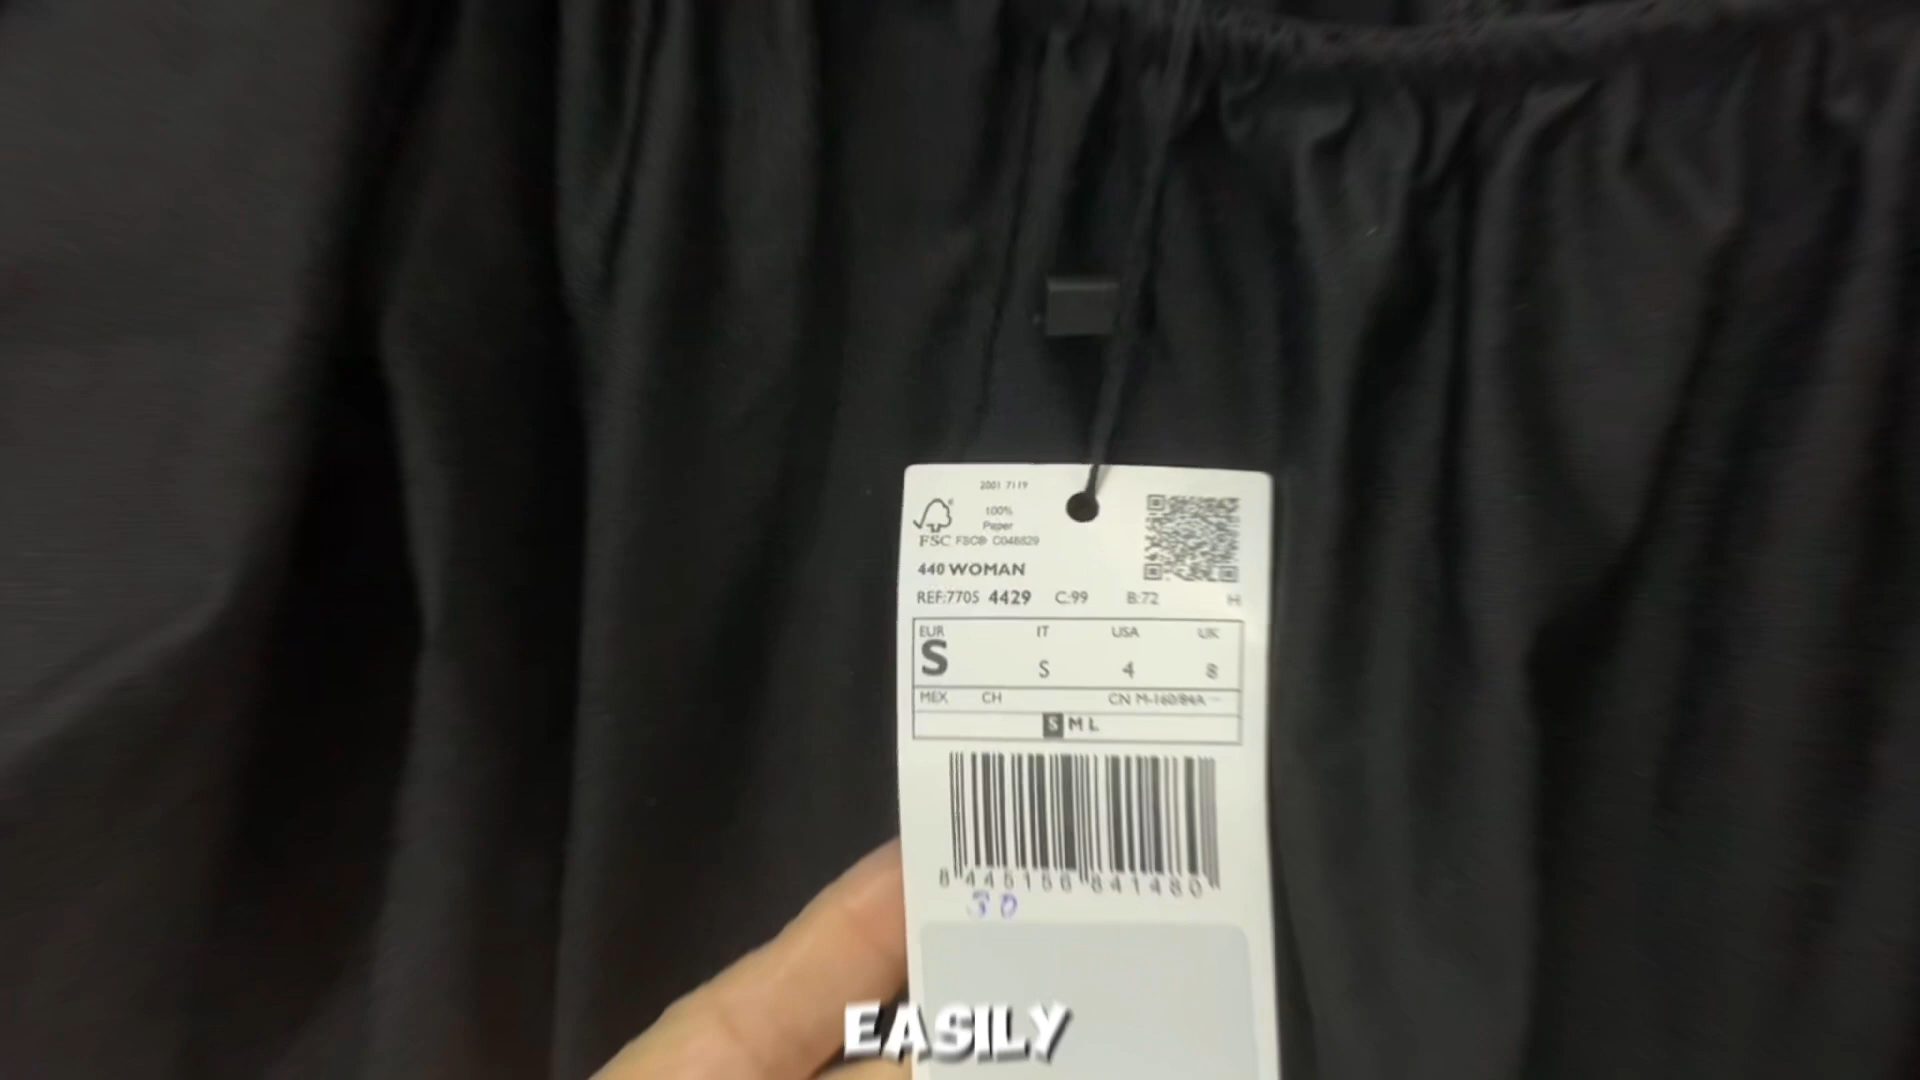 2001 7119
100%
Paper
FSC FSC® C048829
440 WOMAN
REF:7705 4429 C:99 B:72 H
EUR IT USA UK
S S 4 8
MEX CH CN M-160/84A
S M L
8 445156 841480
50
EASILY